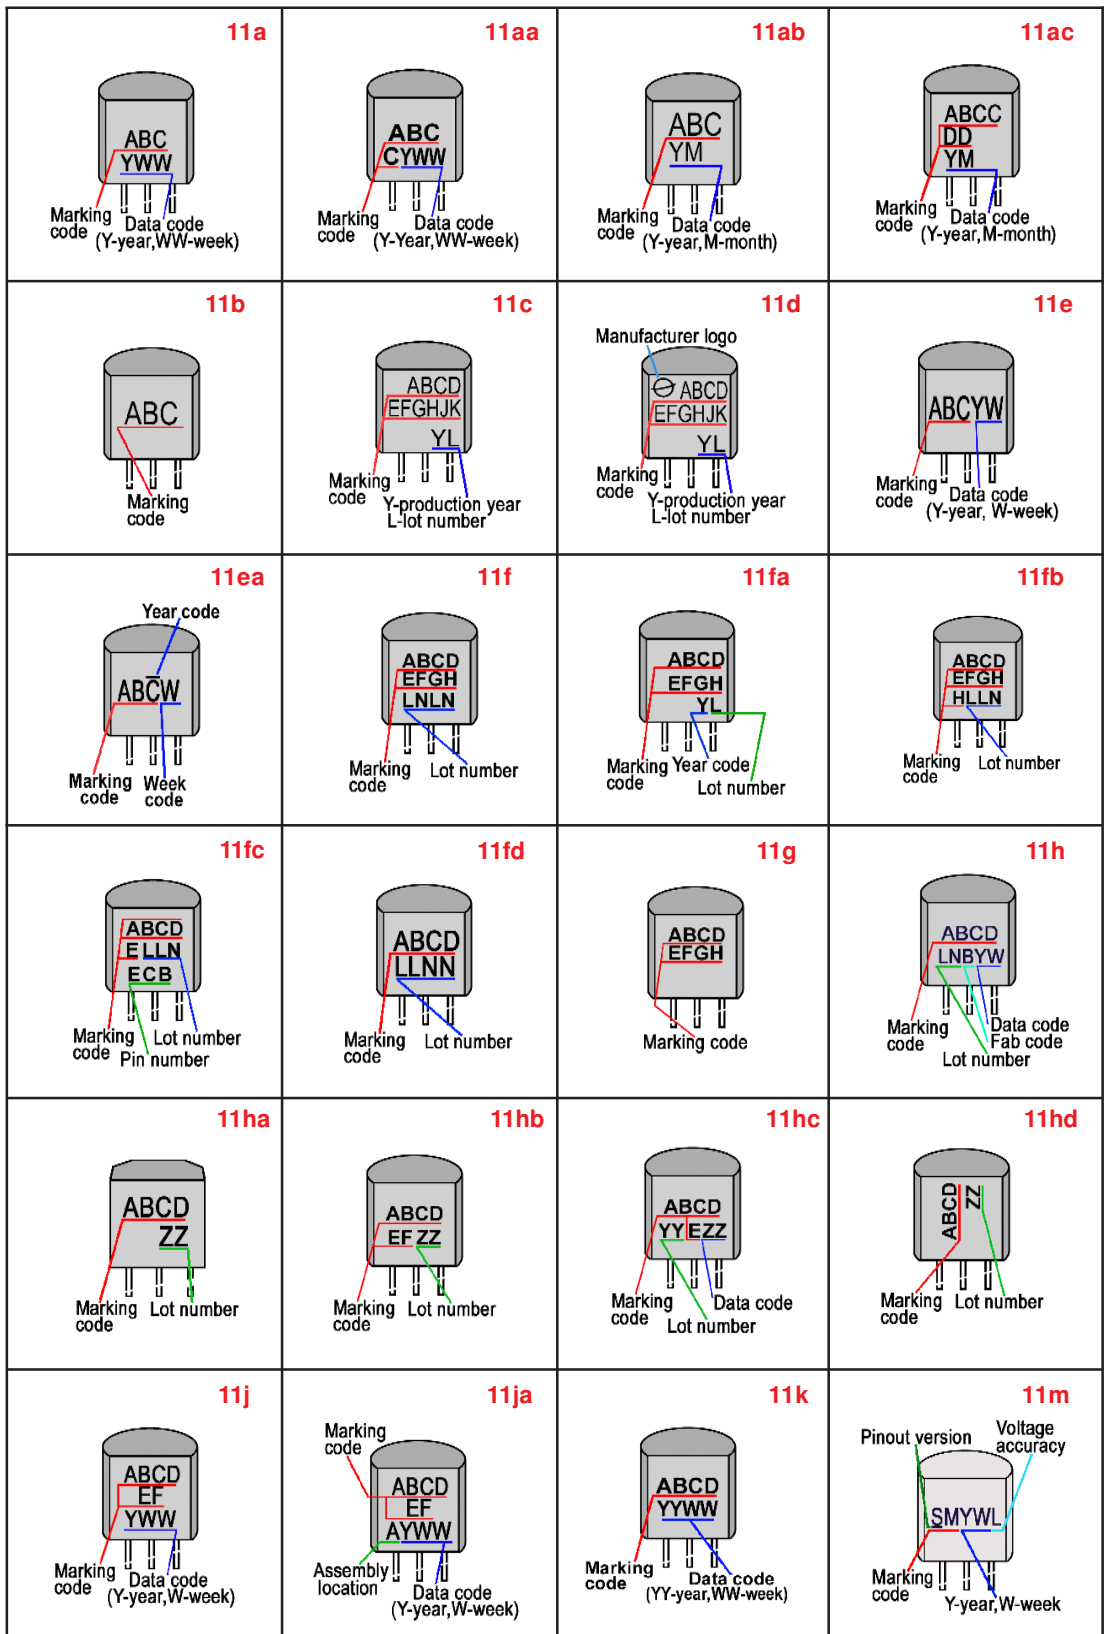 11a
ABC
YWW
Marking
code
Data code
(Y-year,WW-week)
11aa
ABC
CYWW
Marking
code
Data code
(Y-Year,WW-week)
11ab
ABC
YM
Marking
code
Data code
(Y-year,M-month)
11ac
ABCC
DD
YM
Marking
code
Data code
(Y-year,M-month)
11b
ABC
Marking
code
11c
ABCD
EFGHJK
YL
Marking
code
Y-production year
L-lot number
11d
Manufacturer logo
ABCD
EFGHJK
YL
Marking
code
Y-production year
L-lot number
11e
ABCYW
Marking
code
Data code
(Y-year, W-week)
11ea
Year code
ABC̅W
Marking
code
Week
code
11f
ABCD
EFGH
LNLN
Marking
code
Lot number
11fa
ABCD
EFGH
YL
Marking
code
Year code
Lot number
11fb
ABCD
EFGH
HLLN
Marking
code
Lot number
11fc
ABCD
E LLN
ECB
Marking
code
Lot number
Pin number
11fd
ABCD
LLNN
Marking
code
Lot number
11g
ABCD
EFGH
Marking code
11h
ABCD
LNBYW
Marking
code
Data code
Fab code
Lot number
11ha
ABCD
ZZ
Marking
code
Lot number
11hb
ABCD
EF ZZ
Marking
code
Lot number
11hc
ABCD
YY EZZ
Marking
code
Data code
Lot number
11hd
ABCD
ZZ
Marking
code
Lot number
11j
ABCD
EF
YWW
Marking
code
Data code
(Y-year,W-week)
11ja
Marking
code
ABCD
EF
AYWW
Assembly
location
Data code
(Y-year,W-week)
11k
ABCD
YYWW
Marking
code
Data code
(YY-year, WW-week)
11m
Pinout version
Voltage
accuracy
SMYWL
Marking
code
Y-year,W-week